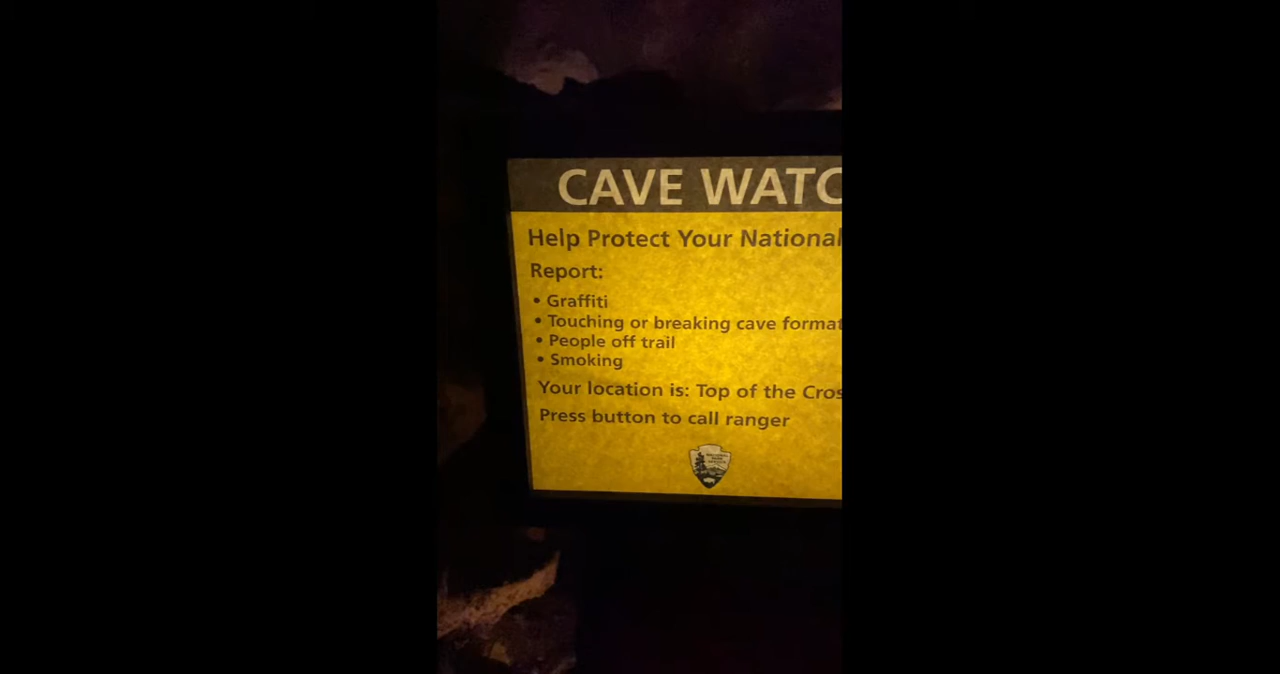 CAVE WATC
Help Protect Your National
Report:
• Graffiti
• Touching or breaking cave format
• People off trail
• Smoking
Your location is: Top of the Cros
Press button to call ranger